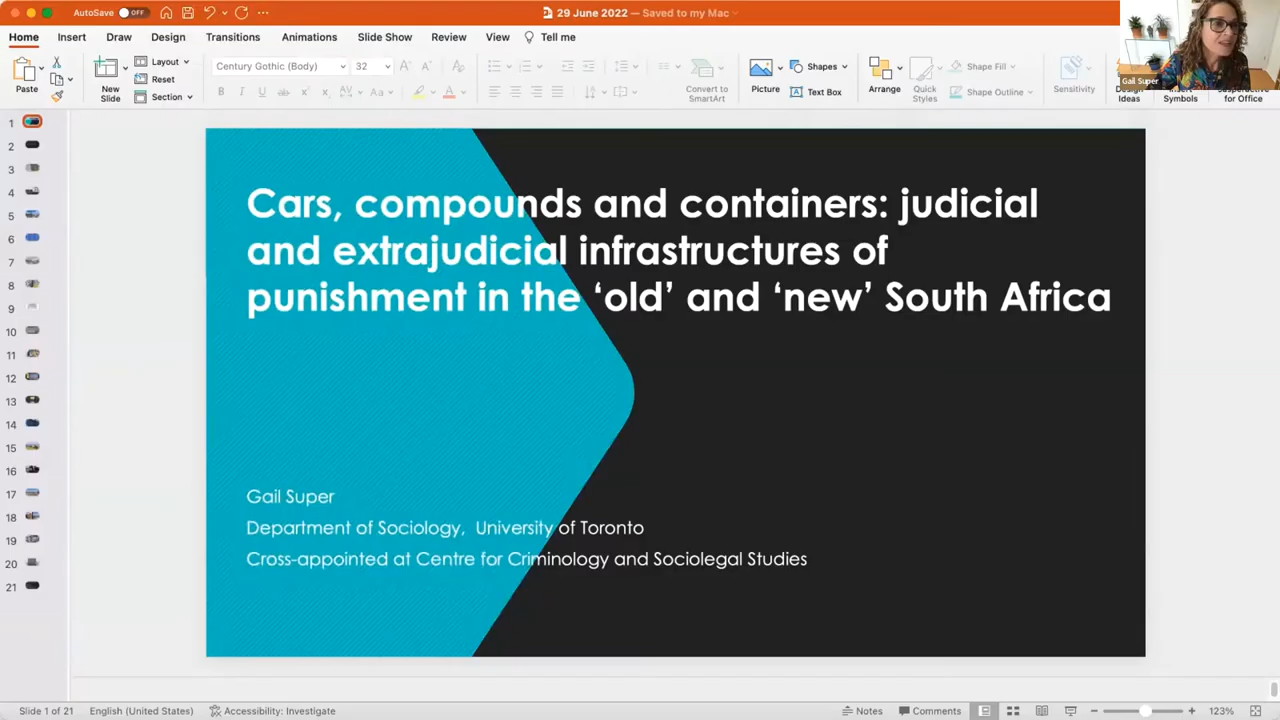 AutoSave OFF
29 June 2022 — Saved to my Mac
Home Insert Draw Design Transitions Animations Slide Show Review View Tell me
Paste
New Slide
Layout
Reset
Section
Century Gothic (Body) 32
Convert to SmartArt
Picture
Shapes
Text Box
Arrange
Quick Styles
Shape Fill
Shape Outline
Sensitivity
Design Ideas
Symbols
for Office
Gail Super
1
2
3
4
5
6
7
8
9
10
11
12
13
14
15
16
17
18
19
20
21
Cars, compounds and containers: judicial
and extrajudicial infrastructures of
punishment in the ‘old’ and ‘new’ South Africa
Gail Super
Department of Sociology, University of Toronto
Cross-appointed at Centre for Criminology and Sociolegal Studies
Slide 1 of 21 English (United States) Accessibility: Investigate Notes Comments 123%